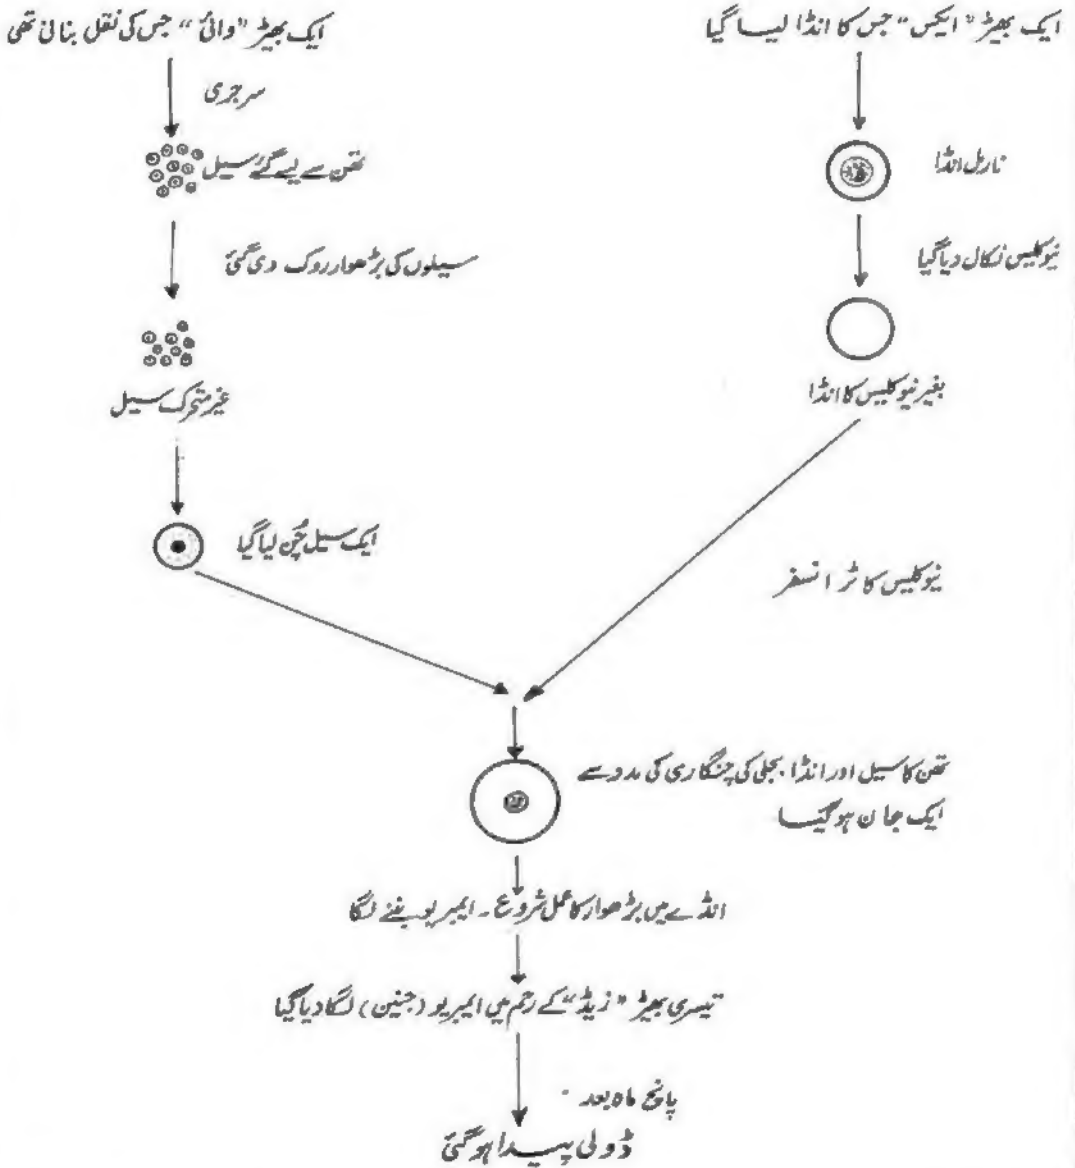 ایک بھیڑ "ایکس" جس کا انڈا لیا گیا
ایک بھیڑ "وائی" جس کی نقل بنانی تھی
سرجری
تھن سے لیے گئے سیل
نارمل انڈا
سیلوں کی بڑھوار روک دی گئی
نیوکلیس نکال دیا گیا
غیر متحرک سیل
بغیر نیوکلیس کا انڈا
ایک سیل چُن لیا گیا
نیوکلیس کا ٹرانسفر
تھن کا سیل اور انڈا بجلی کی چنگاری کی مدد سے
ایک جان ہو گیا
انڈے میں بڑھوار کا عمل شروع ۔ ایمبریو بننے لگا
تیسری بھیڑ "زیڈ" کے رحم میں ایمبریو (جنین) لگا دیا گیا
پانچ ماہ بعد
ڈولی پیدا ہو گئی